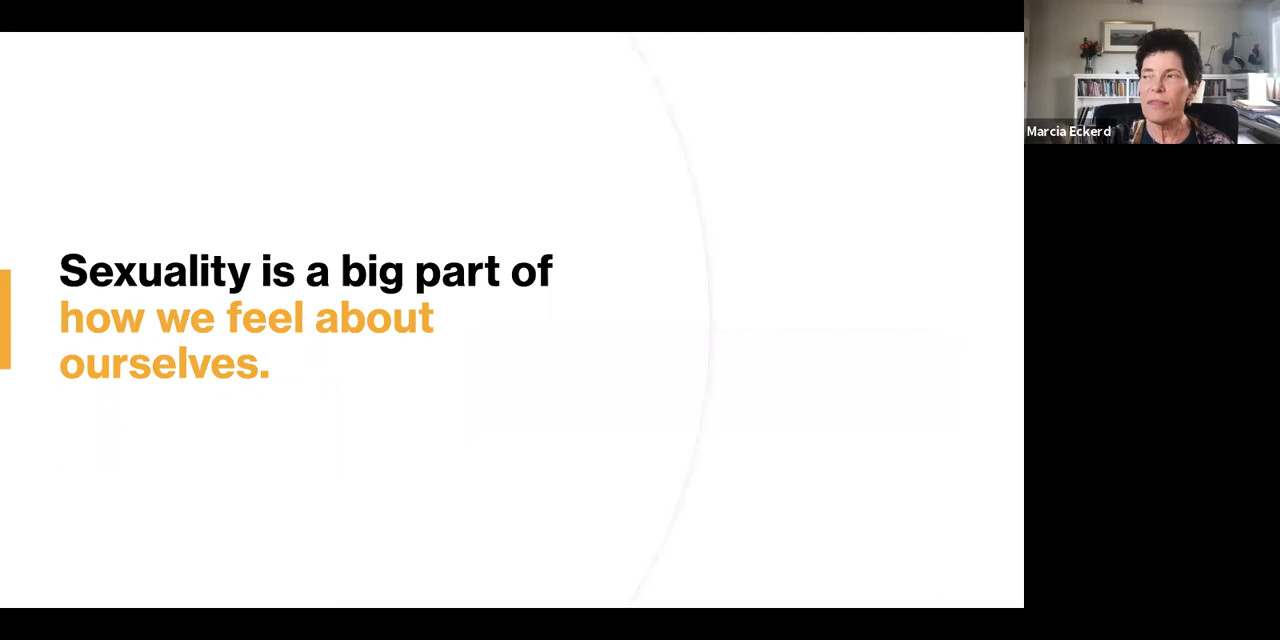 Sexuality is a big part of
how we feel about
ourselves.
Marcia Eckerd